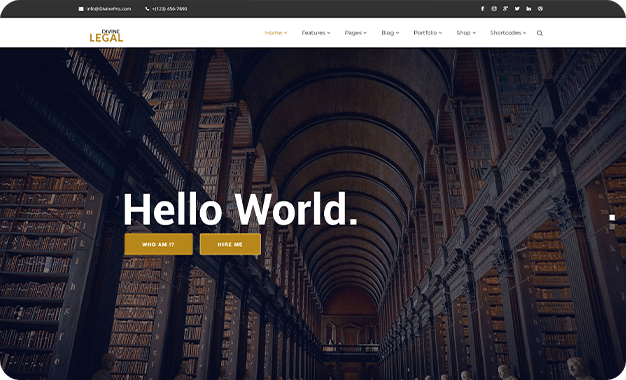 info@DivinePro.com +(123) 456-7890
DIVINE
LEGAL
Home Features Pages Blog Portfolio Shop Shortcodes
Hello World.
WHO AM I? HIRE ME